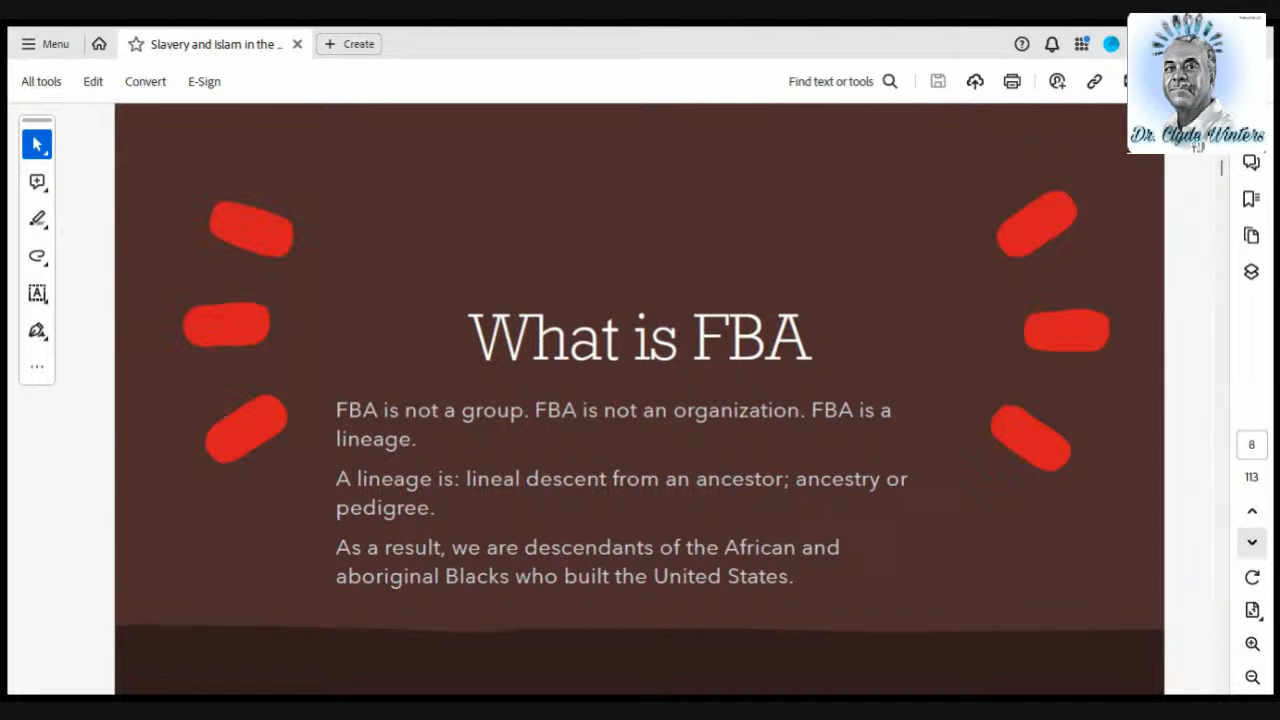 Menu
Slavery and Islam in the ...
Create
All tools
Edit
Convert
E-Sign
Find text or tools
Dr. Clyde Winters
What is FBA
FBA is not a group. FBA is not an organization. FBA is a
lineage.
A lineage is: lineal descent from an ancestor; ancestry or
pedigree.
As a result, we are descendants of the African and
aboriginal Blacks who built the United States.
8
113